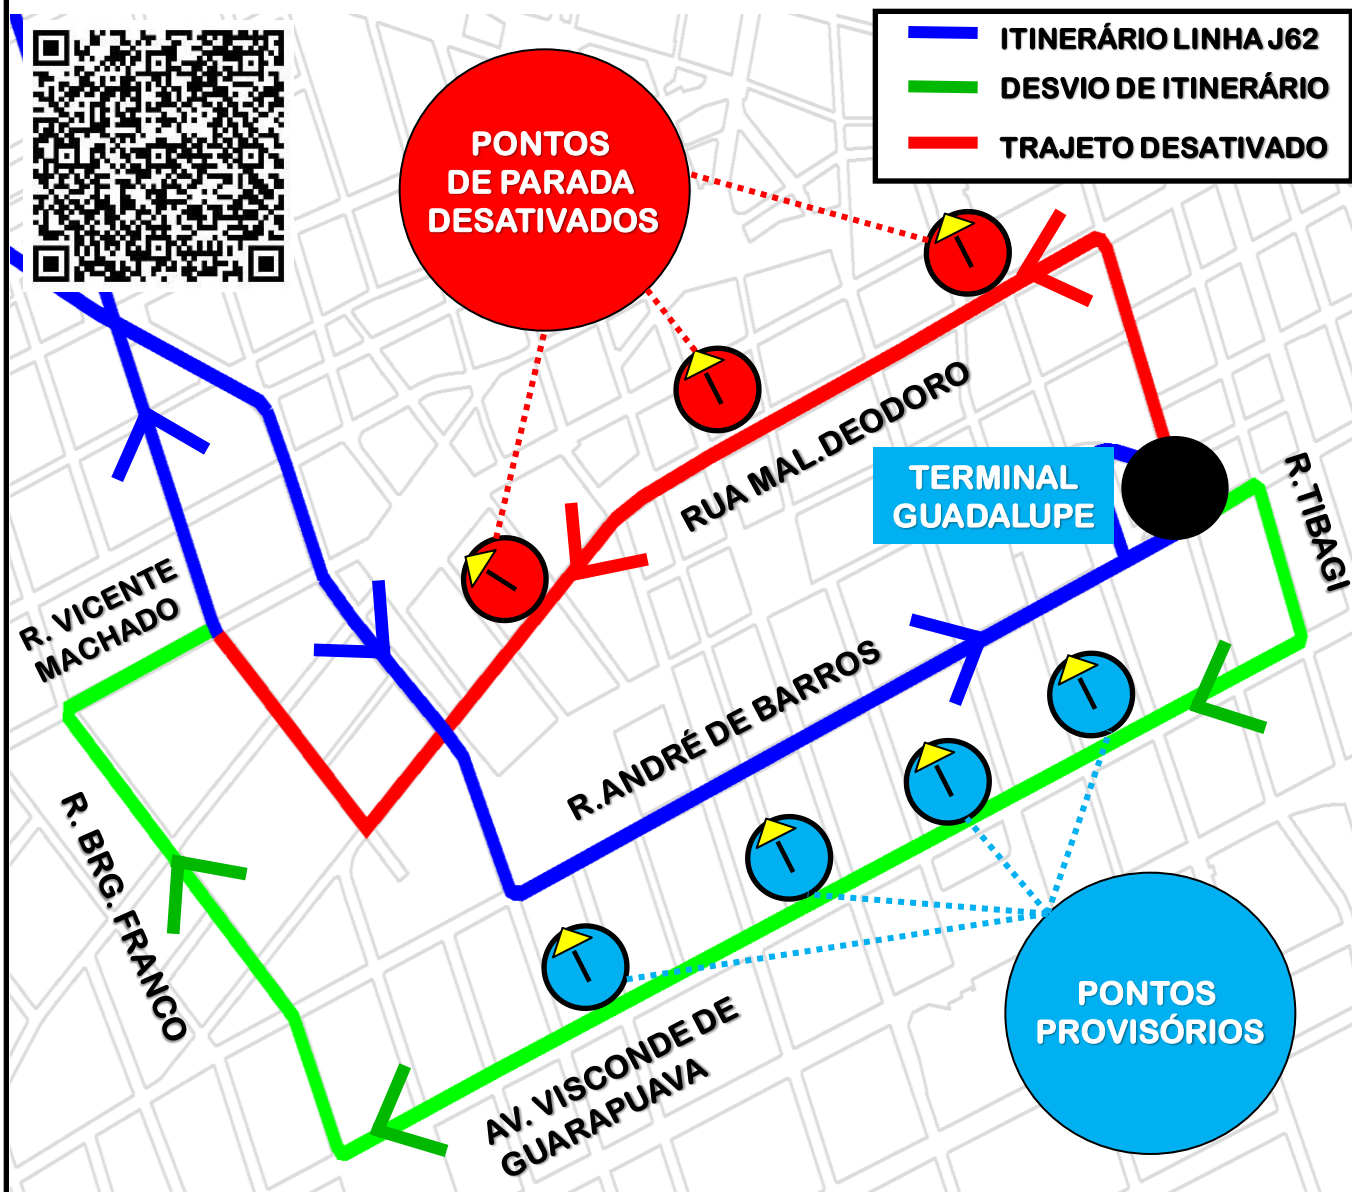 ITINERÁRIO LINHA J62
DESVIO DE ITINERÁRIO
TRAJETO DESATIVADO
PONTOS
DE PARADA
DESATIVADOS
RUA MAL.DEODORO
TERMINAL
GUADALUPE
R.TIBAGI
R. VICENTE
MACHADO
R.ANDRÉ DE BARROS
R. BRG. FRANCO
PONTOS
PROVISÓRIOS
AV. VISCONDE DE
GUARAPUAVA